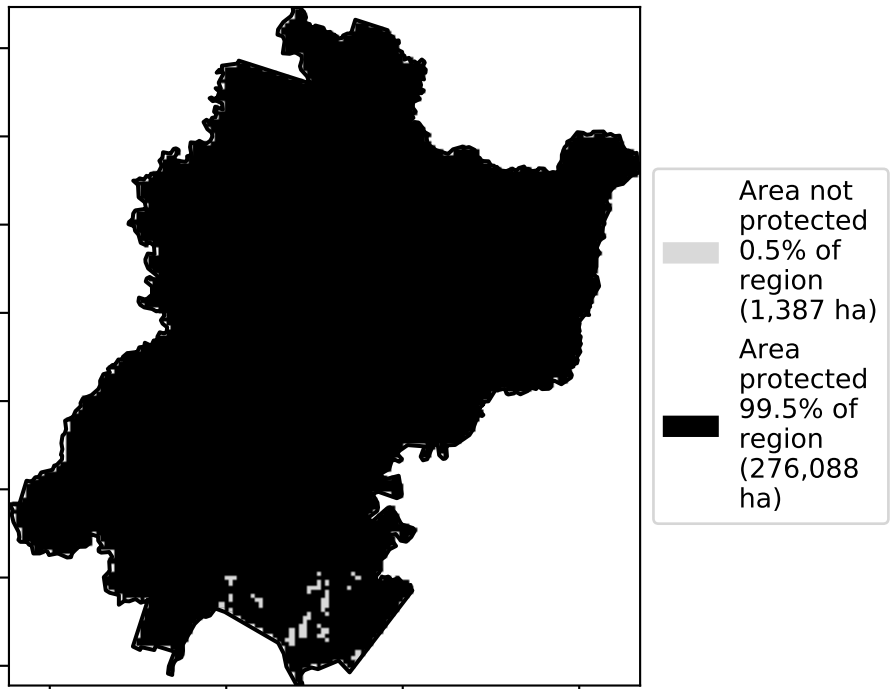 Area not
protected
0.5% of
region
(1,387 ha)
Area
protected
99.5% of
region
(276,088
ha)